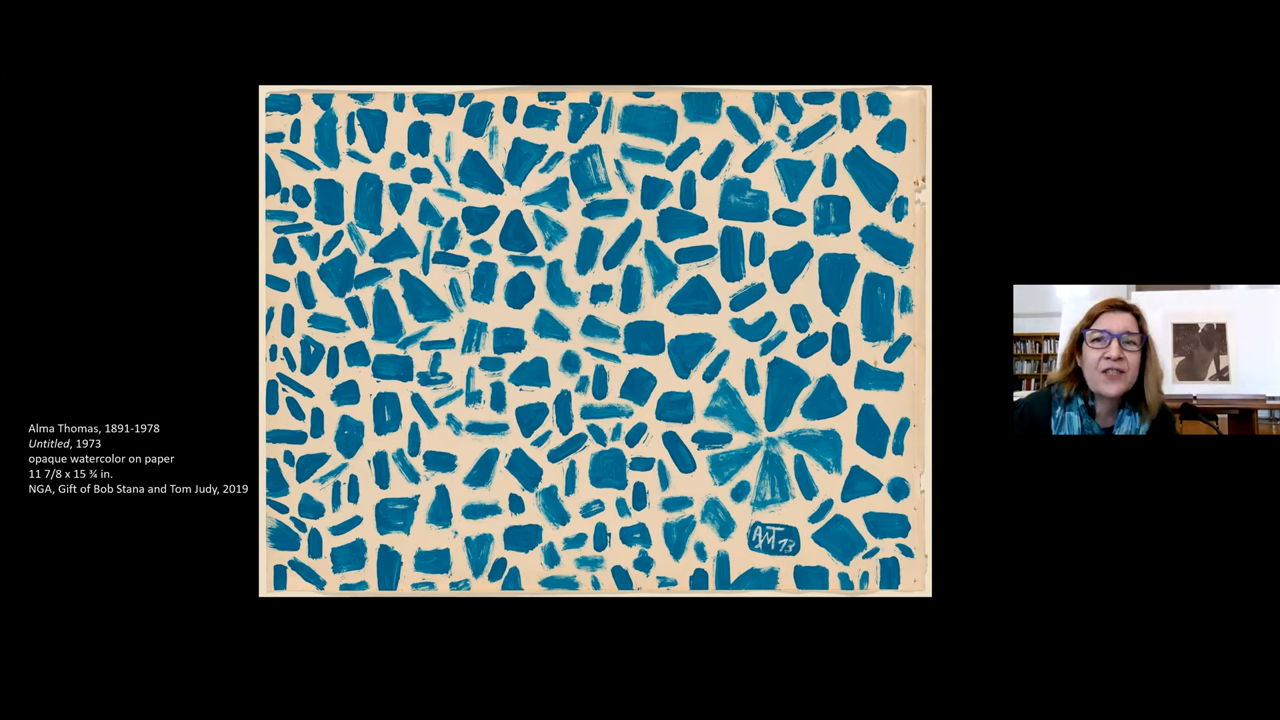 Alma Thomas, 1891-1978
Untitled, 1973
opaque watercolor on paper
11 7/8 x 15 ¾ in.
NGA, Gift of Bob Stana and Tom Judy, 2019
AMT 73